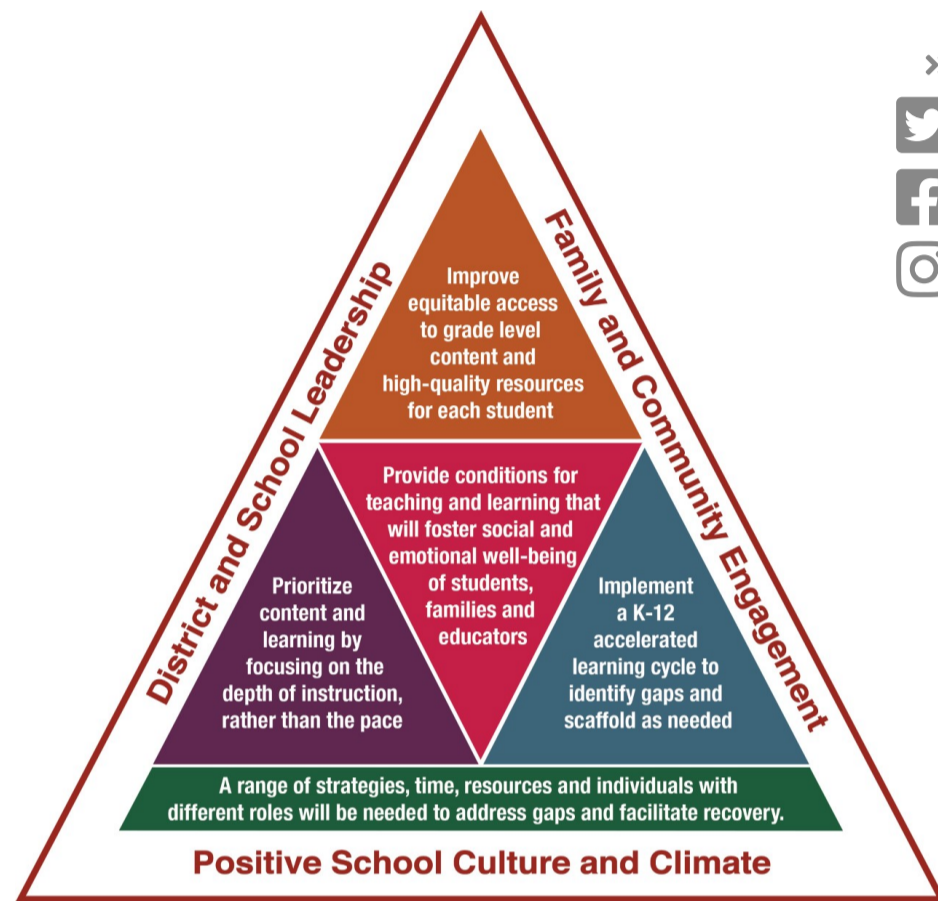 District and School Leadership
Family and Community Engagement
Improve
equitable access
to grade level
content and
high-quality resources
for each student
Provide conditions for
teaching and learning that
will foster social and
emotional well-being
of students,
families and
educators
Prioritize
content and
learning by
focusing on the
depth of instruction,
rather than the pace
Implement
a K-12
accelerated
learning cycle to
identify gaps and
scaffold as needed
A range of strategies, time, resources and individuals with
different roles will be needed to address gaps and facilitate recovery.
Positive School Culture and Climate